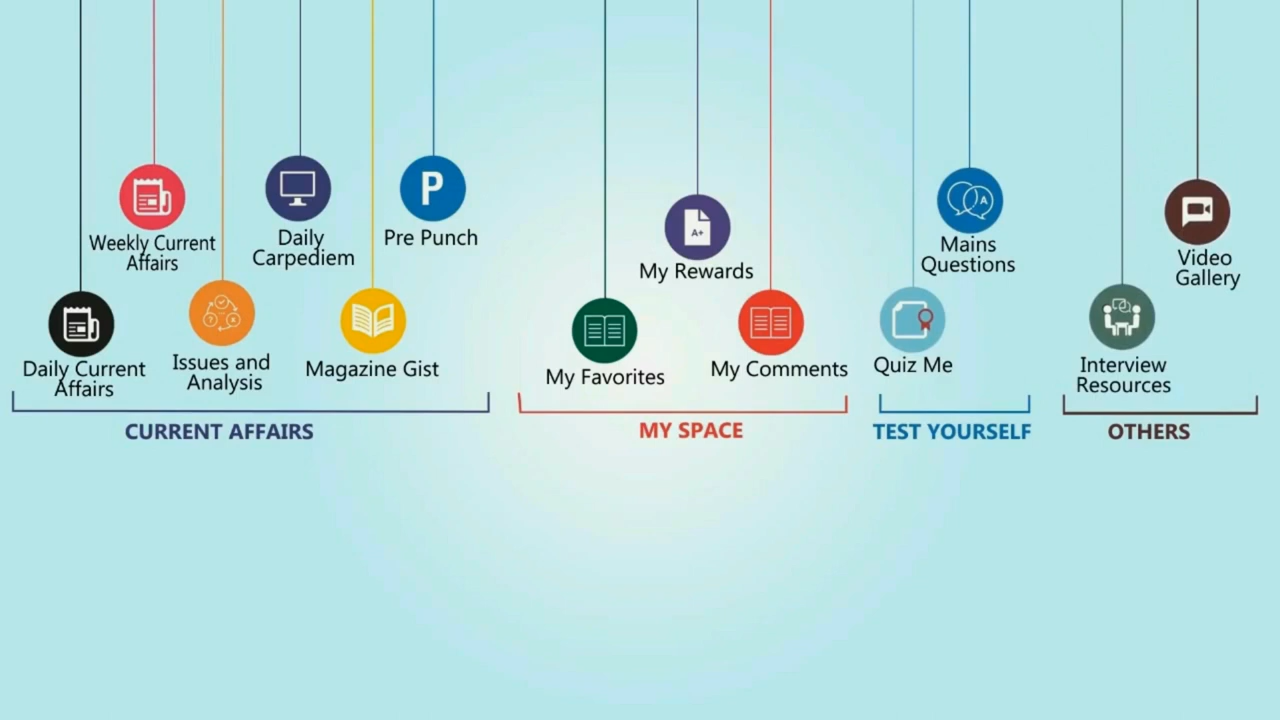 Weekly Current
Affairs
Daily
Carpediem
P
Pre Punch
Daily Current
Affairs
Issues and
Analysis
Magazine Gist
CURRENT AFFAIRS
A+
My Rewards
My Favorites
My Comments
MY SPACE
A
Mains
Questions
Quiz Me
TEST YOURSELF
Video
Gallery
Interview
Resources
OTHERS